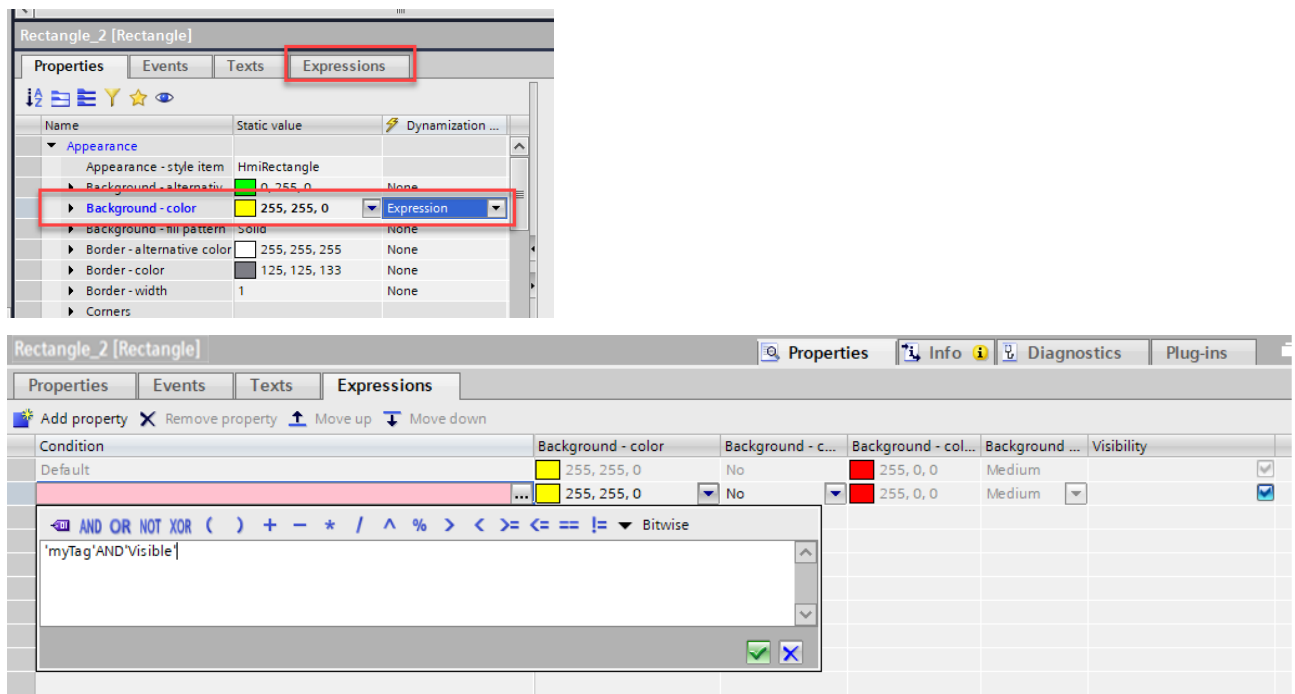 Rectangle_2 [Rectangle]
Properties Events Texts Expressions
Name Static value Dynamization ...
Appearance
Appearance - style item HmiRectangle
Background - alternativ 0, 255, 0 None
Background - color 255, 255, 0 Expression
Background - fill pattern Solid None
Border - alternative color 255, 255, 255 None
Border - color 125, 125, 133 None
Border - width 1 None
Corners
Rectangle_2 [Rectangle] Properties Info Diagnostics Plug-ins
Properties Events Texts Expressions
Add property Remove property Move up Move down
Condition Background - color Background - c... Background - col... Background ... Visibility
Default 255, 255, 0 No 255, 0, 0 Medium
... 255, 255, 0 No 255, 0, 0 Medium
AND OR NOT XOR ( ) + − * / ^ % > < >= <= == != Bitwise
'myTag'AND'Visible'